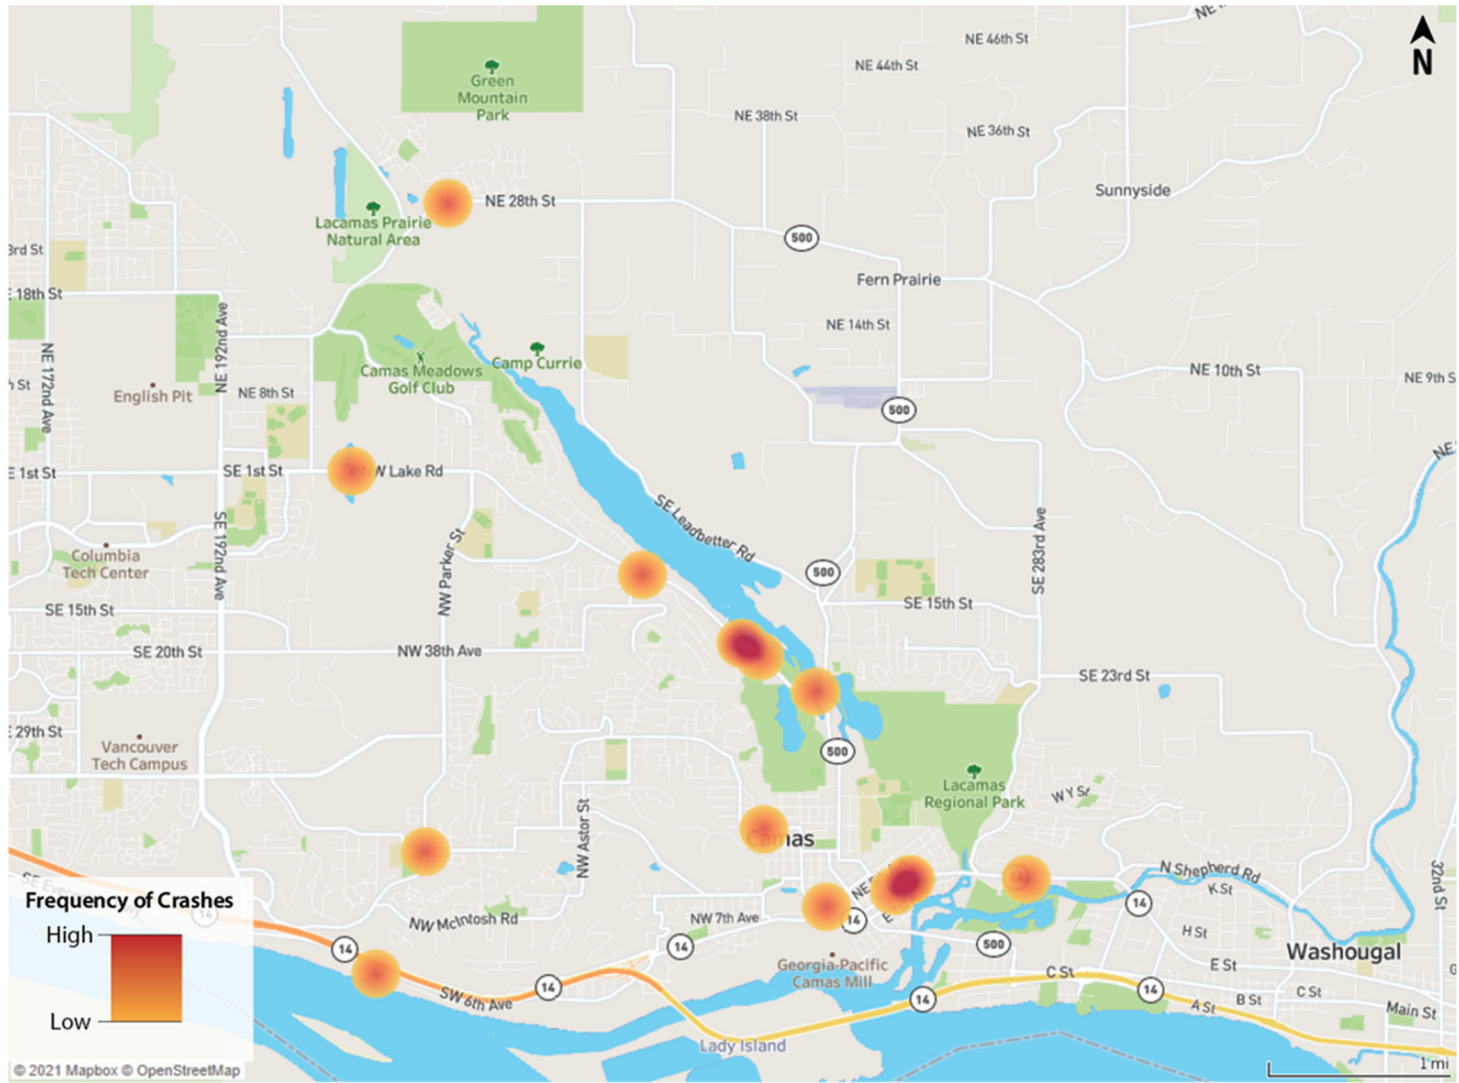 NE 46th St
N
NE 44th St
Green
Mountain
Park
NE 38th St
NE 36th St
Sunnyside
NE 28th St
Lacamas Prairie
Natural Area
3rd St
500
Fern Prairie
E 18th St
NE 192nd Ave
NE 14th St
NE 172nd Ave
Camp Currie
Camas Meadows
Golf Club
NE 10th St
NE 9th S
h St
English Pit
NE 8th St
500
E 1st St
SE 1st St
NW Lake Rd
NE
SE 192nd Ave
SE Leadbetter Rd
SE 283rd Ave
Columbia
Tech Center
NW Parker St
500
SE 15th St
SE 15th St
SE 20th St
NW 38th Ave
SE 23rd St
E 29th St
Vancouver
Tech Campus
500
Lacamas
Regional Park
W Y St
NW Astor St
Camas
N Shepherd Rd
K St
32nd St
SE Everg
Frequency of Crashes
High
Low
14
NE
14
E
14
NW McIntosh Rd
NW 7th Ave
14
14
500
H St
Washougal
Georgia-Pacific
Camas Mill
E St
C St
14
SW 6th Ave
14
14
A St
B St
C St
Main St
Lady Island
© 2021 Mapbox © OpenStreetMap
1 mi